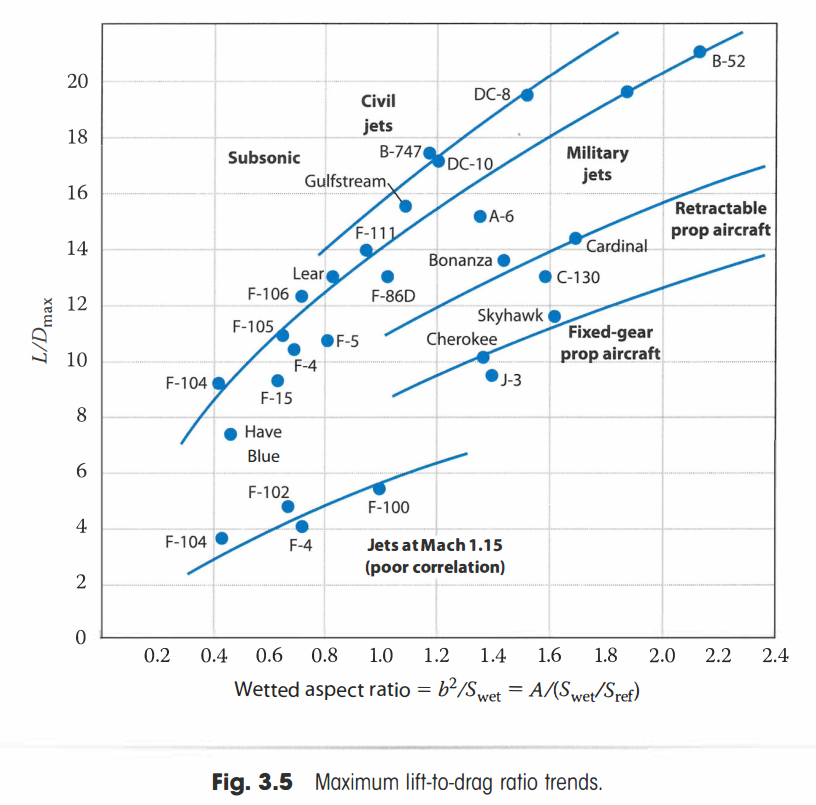 L/Dmax
20
18
16
14
12
10
8
6
4
2
0
0.2 0.4 0.6 0.8 1.0 1.2 1.4 1.6 1.8 2.0 2.2 2.4
Wetted aspect ratio = b²/Swet = A/(Swet/Sref)
Subsonic
Civil
jets
Military
jets
Retractable
prop aircraft
Fixed-gear
prop aircraft
Jets at Mach 1.15
(poor correlation)
B-52
DC-8
B-747
DC-10
Gulfstream
A-6
F-111
Cardinal
Bonanza
Lear
F-86D
C-130
F-106
Skyhawk
F-105
F-5
Cherokee
F-4
F-104
F-15
J-3
Have
Blue
F-102
F-100
F-104
F-4
Fig. 3.5 Maximum lift-to-drag ratio trends.